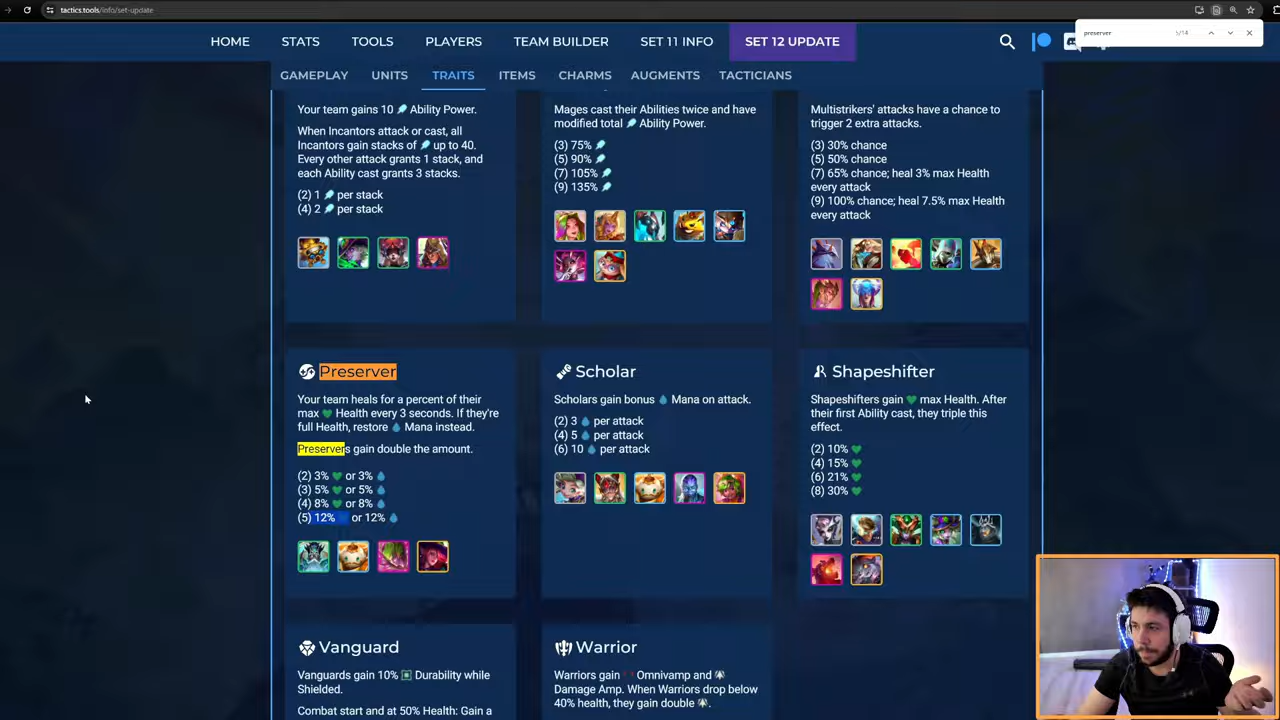 tactics.tools/info/set-update
preserver
5/14
HOME
STATS
TOOLS
PLAYERS
TEAM BUILDER
SET 11 INFO
SET 12 UPDATE
GAMEPLAY
UNITS
TRAITS
ITEMS
CHARMS
AUGMENTS
TACTICIANS
Your team gains 10 Ability Power.
When Incantors attack or cast, all
Incantors gain stacks of up to 40.
Every other attack grants 1 stack, and
each Ability cast grants 3 stacks.
(2) 1 per stack
(4) 2 per stack
Mages cast their Abilities twice and have
modified total Ability Power.
(3) 75%
(5) 90%
(7) 105%
(9) 135%
Multistrikers' attacks have a chance to
trigger 2 extra attacks.
(3) 30% chance
(5) 50% chance
(7) 65% chance; heal 3% max Health
every attack
(9) 100% chance; heal 7.5% max Health
every attack
Preserver
Your team heals for a percent of their
max Health every 3 seconds. If they're
full Health, restore Mana instead.
Preservers gain double the amount.
(2) 3% or 3%
(3) 5% or 5%
(4) 8% or 8%
(5) 12% or 12%
Scholar
Scholars gain bonus Mana on attack.
(2) 3 per attack
(4) 5 per attack
(6) 10 per attack
Shapeshifter
Shapeshifters gain max Health. After
their first Ability cast, they triple this
effect.
(2) 10%
(4) 15%
(6) 21%
(8) 30%
Vanguard
Vanguards gain 10% Durability while
Shielded.
Combat start and at 50% Health: Gain a
Warrior
Warriors gain Omnivamp and
Damage Amp. When Warriors drop below
40% health, they gain double .